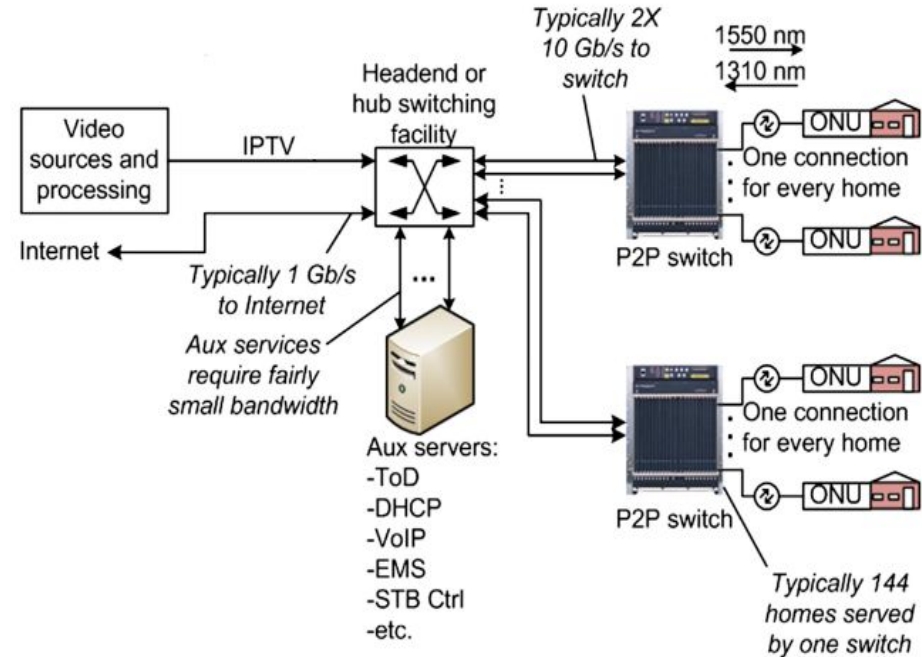 Typically 2X
10 Gb/s to
switch
1550 nm
1310 nm
Headend or
hub switching
facility
Video
sources and
processing
IPTV
ONU
One connection
for every home
ONU
P2P switch
Internet
Typically 1 Gb/s
to Internet
...
Aux services
require fairly
small bandwidth
ONU
One connection
for every home
ONU
P2P switch
Aux servers:
-ToD
-DHCP
-VoIP
-EMS
-STB Ctrl
-etc.
Typically 144
homes served
by one switch